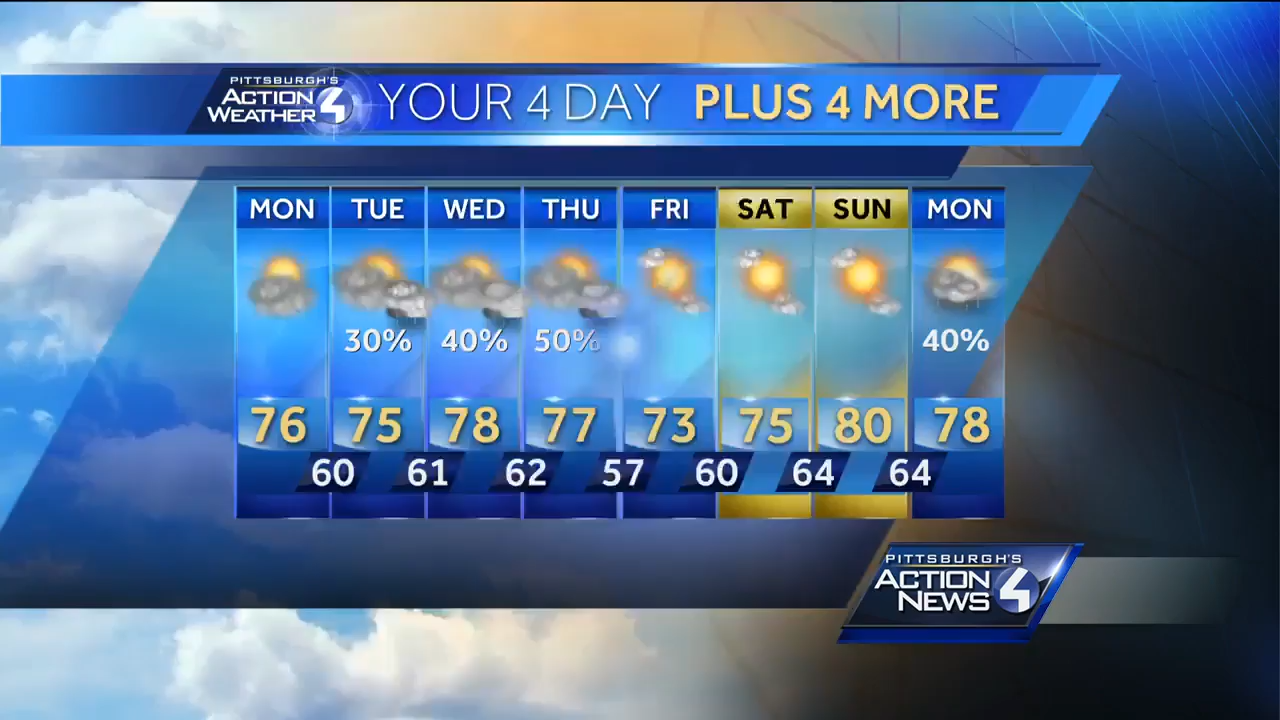 PITTSBURGH'S
ACTION
WEATHER 4
YOUR 4 DAY PLUS 4 MORE
MON TUE WED THU FRI SAT SUN MON
30% 40% 50% 40%
76 75 78 77 73 75 80 78
60 61 62 57 60 64 64
PITTSBURGH'S
ACTION
NEWS 4